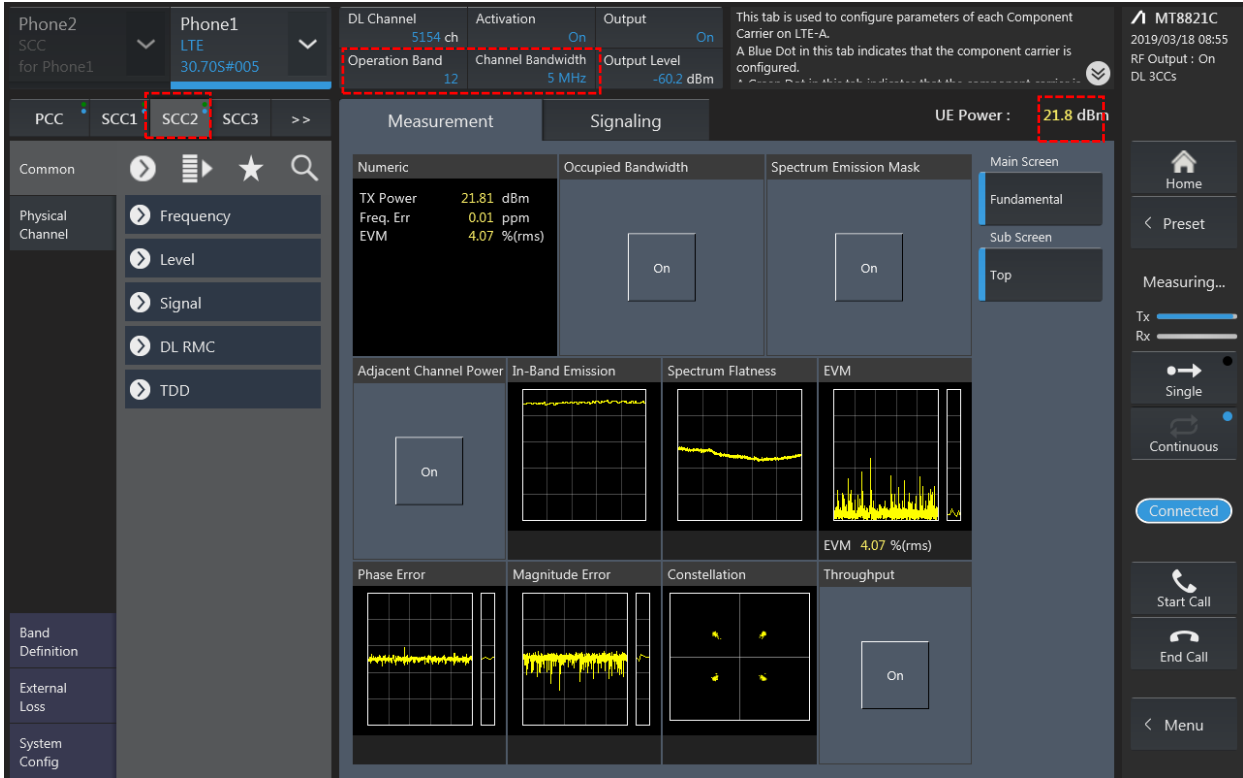 Phone2
SCC
for Phone1
Phone1
LTE
30.70S#005
DL Channel
5154 ch
Activation
On
Output
On
Operation Band
12
Channel Bandwidth
5 MHz
Output Level
-60.2 dBm
This tab is used to configure parameters of each Component
Carrier on LTE-A.
A Blue Dot in this tab indicates that the component carrier is
configured.
MT8821C
2019/03/18 08:55
RF Output : On
DL 3CCs
PCC
SCC1
SCC2
SCC3
>>
Measurement
Signaling
UE Power : 21.8 dBm
Common
Physical
Channel
Frequency
Level
Signal
DL RMC
TDD
Band
Definition
External
Loss
System
Config
Numeric
TX Power 21.81 dBm
Freq. Err 0.01 ppm
EVM 4.07 %(rms)
Occupied Bandwidth
On
Spectrum Emission Mask
On
Main Screen
Fundamental
Sub Screen
Top
Adjacent Channel Power
On
In-Band Emission
Spectrum Flatness
EVM
EVM 4.07 %(rms)
Phase Error
Magnitude Error
Constellation
Throughput
On
Home
< Preset
Measuring...
Tx
Rx
Single
Continuous
Connected
Start Call
End Call
< Menu